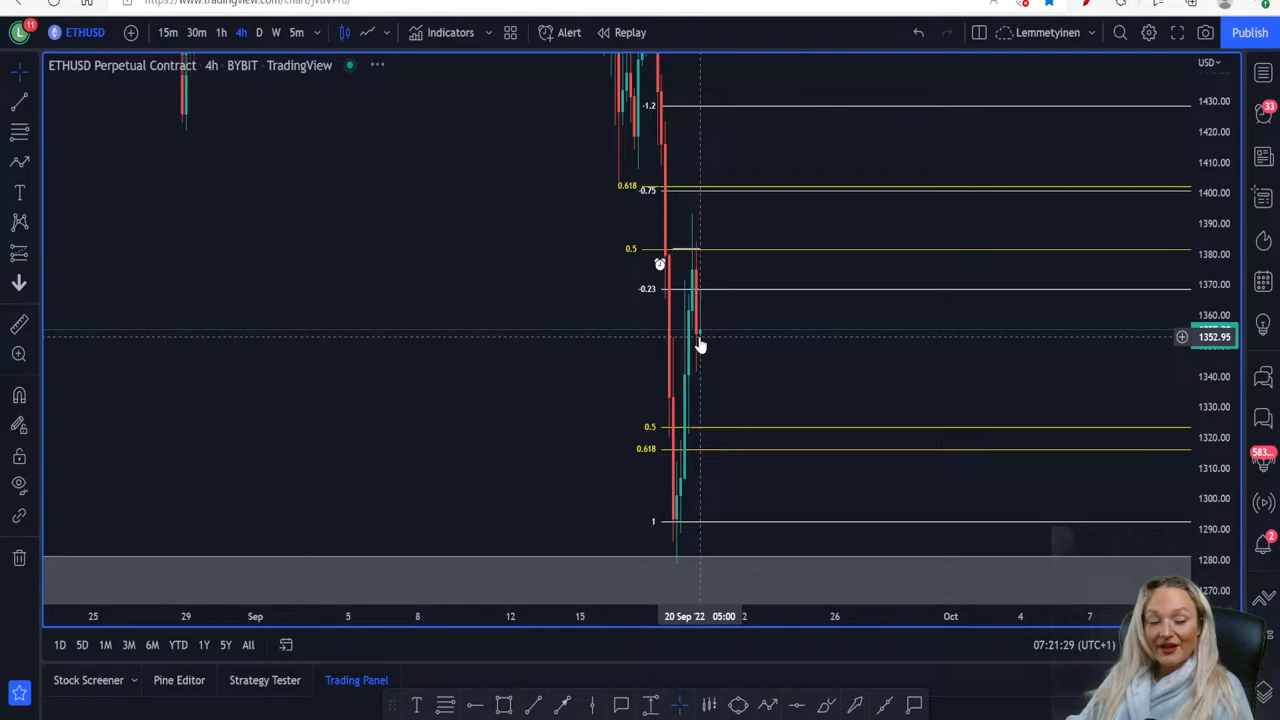 https://www.tradingview.com/chart/
11
L
ETHUSD
15m 30m 1h 4h D W 5m
Indicators
Alert
Replay
Lemmetyinen
Publish
ETHUSD Perpetual Contract · 4h · BYBIT · TradingView
USD
33
1430.00
-1.2
1420.00
1410.00
0.618
-0.75
1400.00
1390.00
0.5
1380.00
1370.00
-0.23
1360.00
1352.95
1340.00
1330.00
0.5
1320.00
0.618
583...
1310.00
1300.00
1
1290.00
2
1280.00
1270.00
25 29 Sep 5 8 12 15 20 Sep '22 05:00 2 26 Oct 4 7
1D 5D 1M 3M 6M YTD 1Y 5Y All
07:21:29 (UTC+1)
Stock Screener
Pine Editor
Strategy Tester
Trading Panel